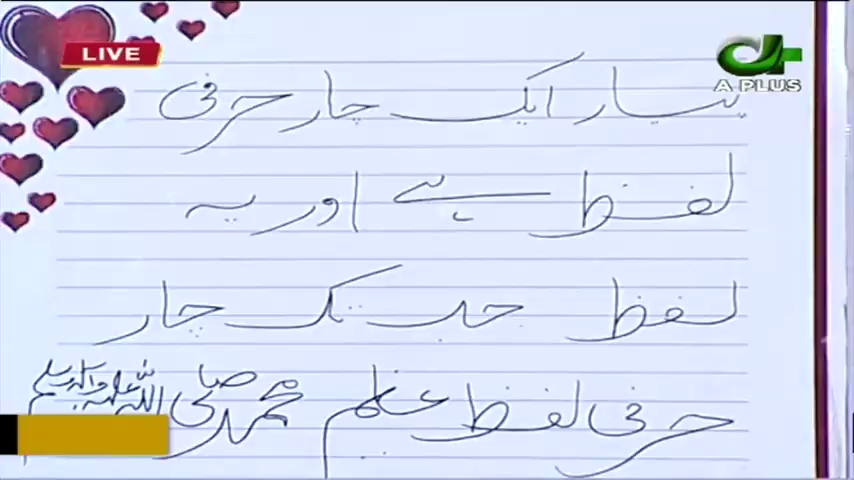 LIVE
A PLUS
پیار ایک چار حرفی
لفظ ہے اور یہ
لفظ جب تک چار
حرفی لفظ عظیم محمد صلی اللہ علیہ وآلہ وسلم